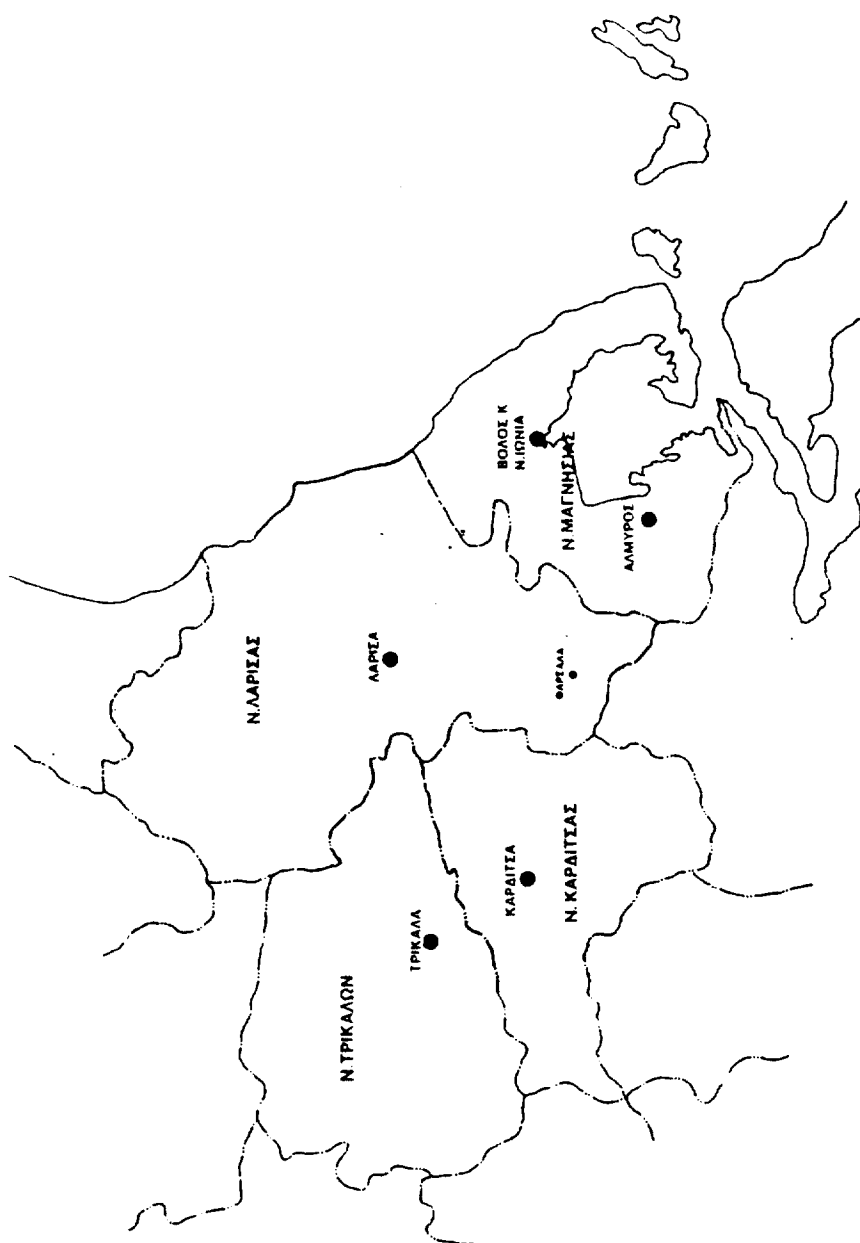 Ν.ΛΑΡΙΣΑΣ
Ν.ΤΡΙΚΑΛΩΝ
ΛΑΡΙΣΑ
ΤΡΙΚΑΛΑ
ΒΟΛΟΣ Κ
Ν.ΙΩΝΙΑ
ΚΑΡΔΙΤΣΑ
Ν.ΜΑΓΝΗΣΙΑΣ
ΦΑΡΣΑΛΑ
Ν.ΚΑΡΔΙΤΣΑΣ
ΑΛΜΥΡΟΣ